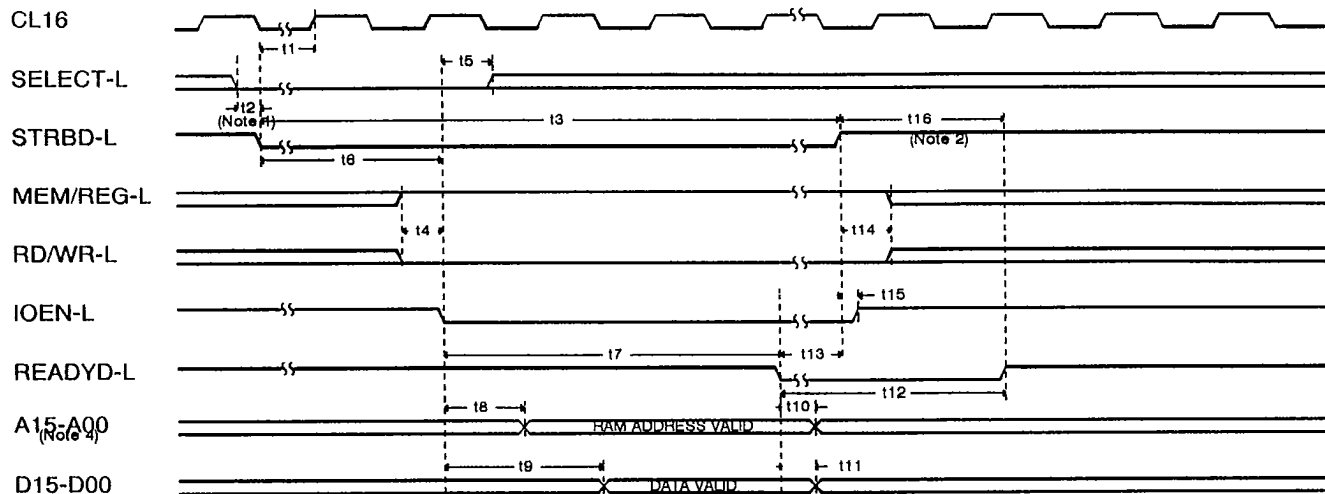 CL16
t1
SELECT-L
t5
t2
(Note 1)
t3
t16
STRBD-L
(Note 2)
t6
MEM/REG-L
t4
t14
RD/WR-L
t15
IOEN-L
t7
t13
READYD-L
t12
t8
t10
A15-A00
(Note 4)
RAM ADDRESS VALID
t9
t11
D15-D00
DATA VALID